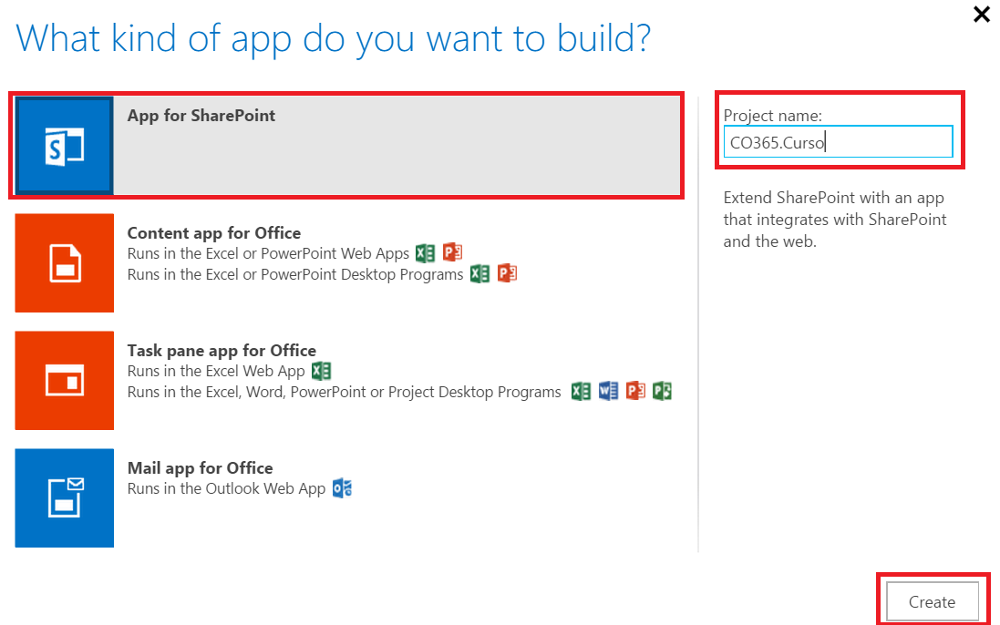 What kind of app do you want to build?
App for SharePoint
Content app for Office
Runs in the Excel or PowerPoint Web Apps
Runs in the Excel or PowerPoint Desktop Programs
Task pane app for Office
Runs in the Excel Web App
Runs in the Excel, Word, PowerPoint or Project Desktop Programs
Mail app for Office
Runs in the Outlook Web App
Project name:
CO365.Curso
Extend SharePoint with an app
that integrates with SharePoint
and the web.
Create